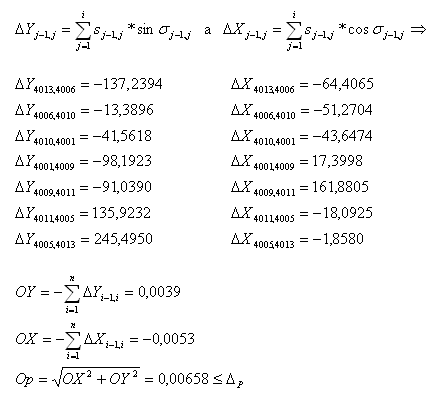 ΔY_{j-1,j} = \sum_{j=1}^{i} s_{j-1,j} * sin σ_{j-1,j} a ΔX_{j-1,j} = \sum_{j=1}^{i} s_{j-1,j} * cos σ_{j-1,j} ⇒
ΔY_{4013,4006} = −137,2394 ΔX_{4013,4006} = −64,4065
ΔY_{4006,4010} = −13,3896 ΔX_{4006,4010} = −51,2704
ΔY_{4010,4001} = −41,5618 ΔX_{4010,4001} = −43,6474
ΔY_{4001,4009} = −98,1923 ΔX_{4001,4009} = 17,3998
ΔY_{4009,4011} = −91,0390 ΔX_{4009,4011} = 161,8805
ΔY_{4011,4005} = 135,9232 ΔX_{4011,4005} = −18,0925
ΔY_{4005,4013} = 245,4950 ΔX_{4005,4013} = −1,8580
OY = −\sum_{i=1}^{n} ΔY_{i-1,i} = 0,0039
OX = −\sum_{i=1}^{n} ΔX_{i-1,i} = −0,0053
Op = \sqrt{OX² + OY²} = 0,00658 ≤ Δ_P